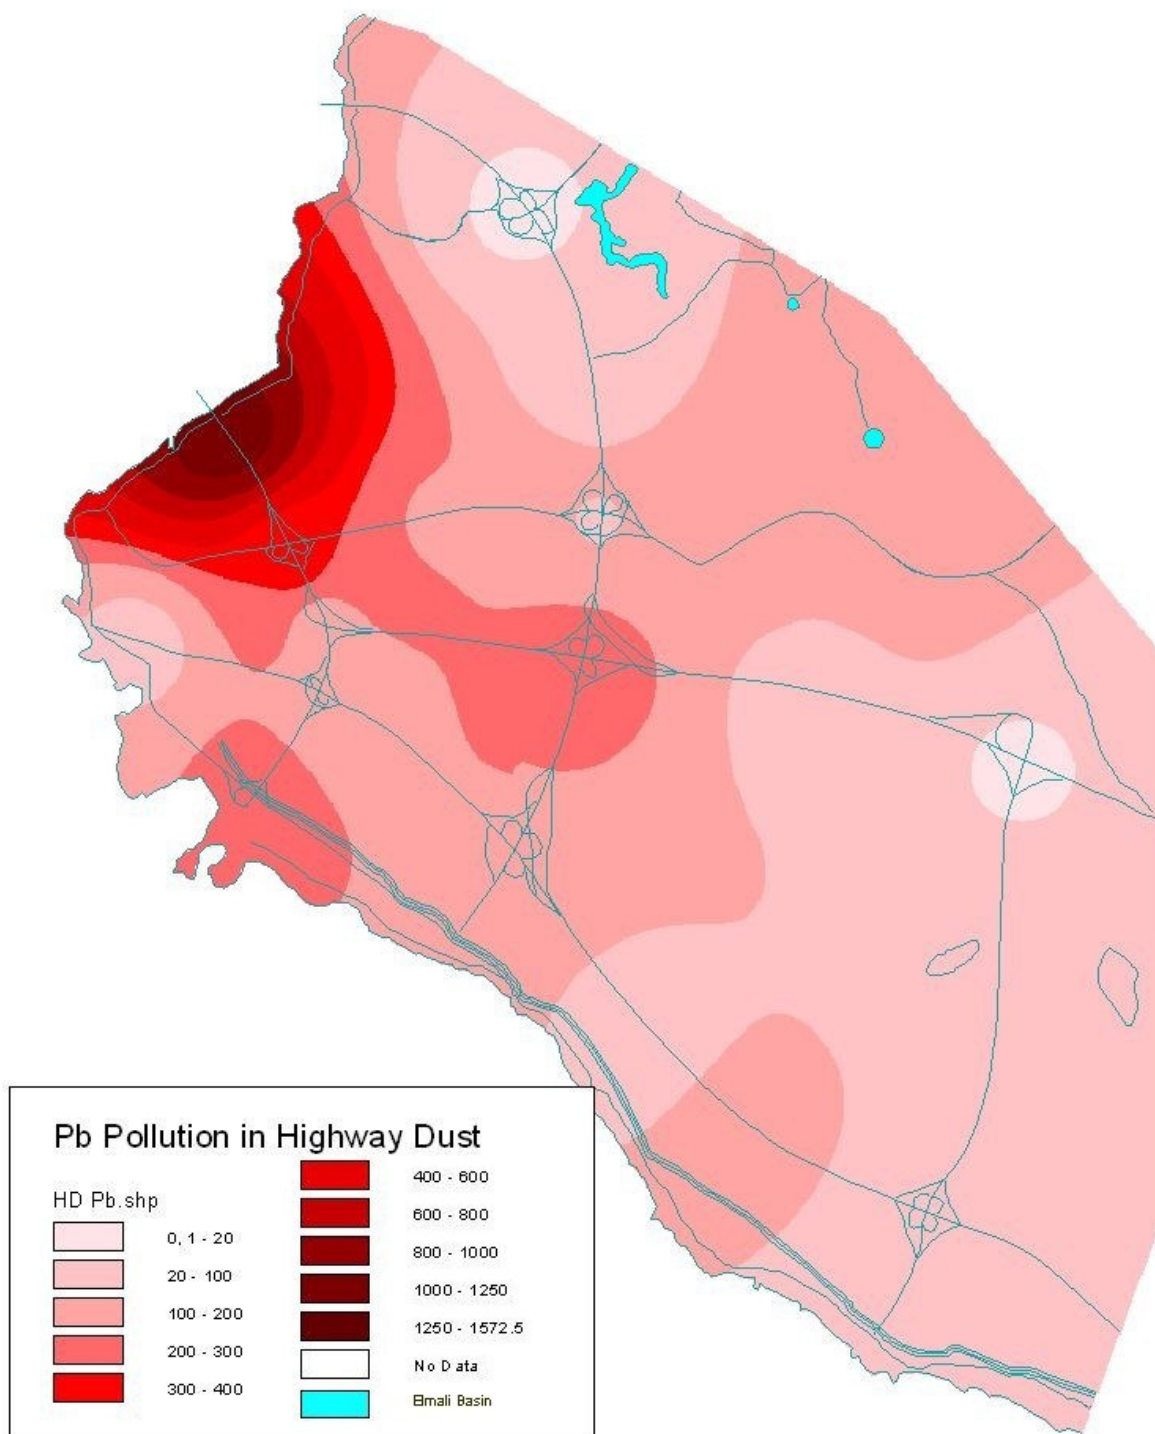 Pb Pollution in Highway Dust
HD Pb.shp
0, 1 - 20
20 - 100
100 - 200
200 - 300
300 - 400
400 - 600
600 - 800
800 - 1000
1000 - 1250
1250 - 1572.5
No Data
Elmali Basin